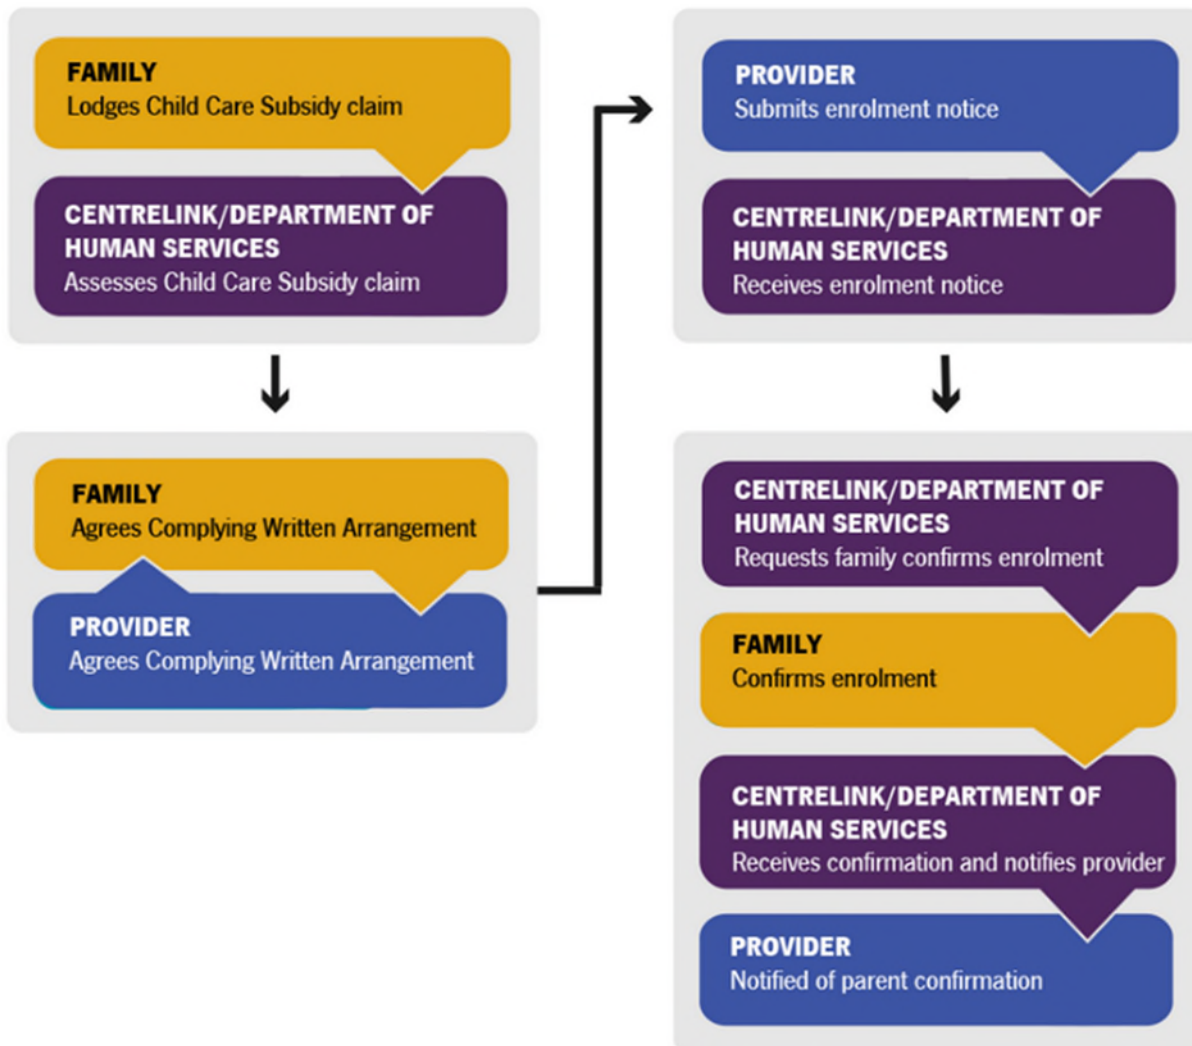 FAMILY
Lodges Child Care Subsidy claim
CENTRELINK/DEPARTMENT OF
HUMAN SERVICES
Assesses Child Care Subsidy claim
FAMILY
Agrees Complying Written Arrangement
PROVIDER
Agrees Complying Written Arrangement
PROVIDER
Submits enrolment notice
CENTRELINK/DEPARTMENT OF
HUMAN SERVICES
Receives enrolment notice
CENTRELINK/DEPARTMENT OF
HUMAN SERVICES
Requests family confirms enrolment
FAMILY
Confirms enrolment
CENTRELINK/DEPARTMENT OF
HUMAN SERVICES
Receives confirmation and notifies provider
PROVIDER
Notified of parent confirmation